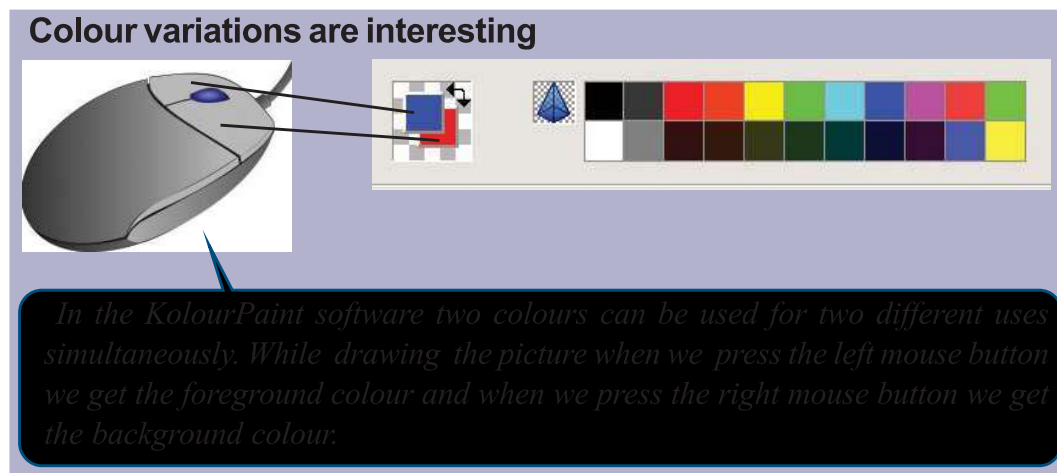 Colour variations are interesting
In the KolourPaint software two colours can be used for two different uses
simultaneously. While drawing the picture when we press the left mouse button
we get the foreground colour and when we press the right mouse button we get
the background colour.